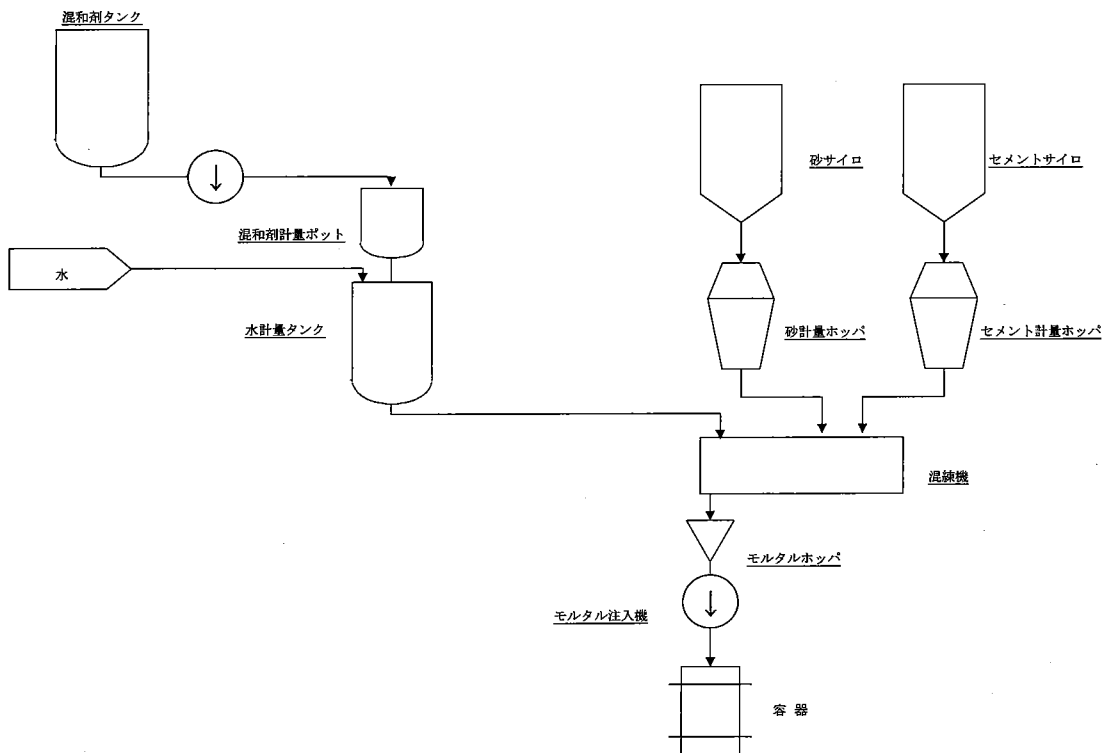 混和剤タンク
砂サイロ
セメントサイロ
混和剤計量ポット
水
水計量タンク
砂計量ホッパ
セメント計量ホッパ
混練機
モルタルホッパ
モルタル注入機
容 器